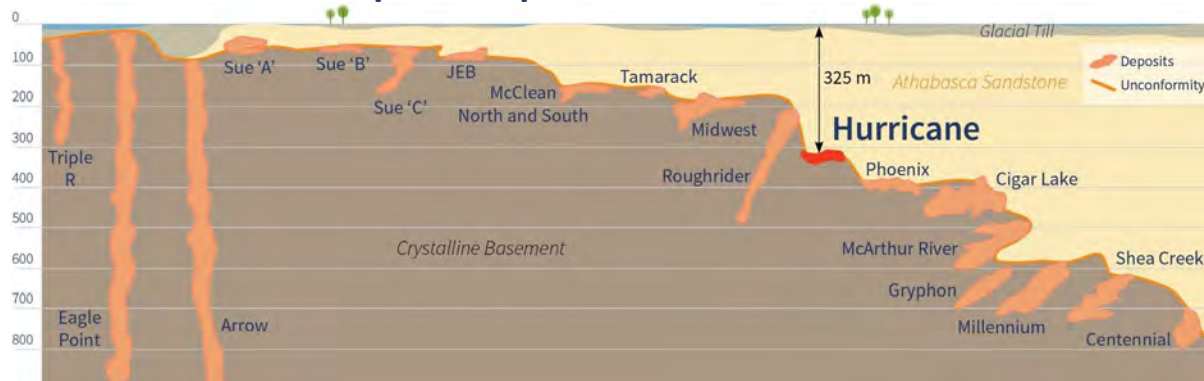 0
100
200
300
400
500
600
700
800
Glacial Till
Deposits
Unconformity
Athabasca Sandstone
325 m
Sue 'A'
Sue 'B'
Sue 'C'
JEB
McClean
North and South
Tamarack
Midwest
Roughrider
Hurricane
Phoenix
Cigar Lake
Triple
R
Crystalline Basement
McArthur River
Shea Creek
Gryphon
Eagle
Point
Arrow
Millennium
Centennial